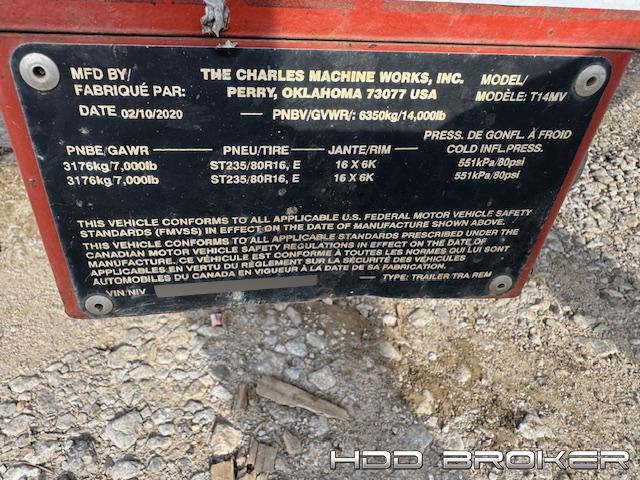 MFD BY/ THE CHARLES MACHINE WORKS, INC. MODEL/
FABRIQUÉ PAR: PERRY, OKLAHOMA 73077 USA MODÈLE: T14MV
DATE 02/10/2020 PNBV/GVWR/: 6350kg/14,000lb
PRESS. DE GONFL. À FROID
PNBE/GAWR PNEU/TIRE JANTE/RIM COLD INFL.PRESS.
3176kg/7,000lb ST235/80R16, E 16 X 6K 551kPa/80psi
3176kg/7,000lb ST235/80R16, E 16 X 6K 551kPa/80psi
THIS VEHICLE CONFORMS TO ALL APPLICABLE U.S. FEDERAL MOTOR VEHICLE SAFETY
STANDARDS (FMVSS) IN EFFECT ON THE DATE OF MANUFACTURE SHOWN ABOVE.
THIS VEHICLE CONFORMS TO ALL APPLICABLE STANDARDS PRESCRIBED UNDER THE
CANADIAN MOTOR VEHICLE SAFETY REGULATIONS IN EFFECT ON THE DATE OF
MANUFACTURE. CE VÉHICULE EST CONFORME À TOUTES LES NORMES QUI LUI SONT
APPLICABLES EN VERTU DU RÈGLEMENT SUR LA SÉCURITÉ DES VÉHICULES
AUTOMOBILES DU CANADA EN VIGUEUR À LA DATE DE SA FABRICATION.
VIN/NIV TYPE: TRAILER TRA REM
HDD BROKER